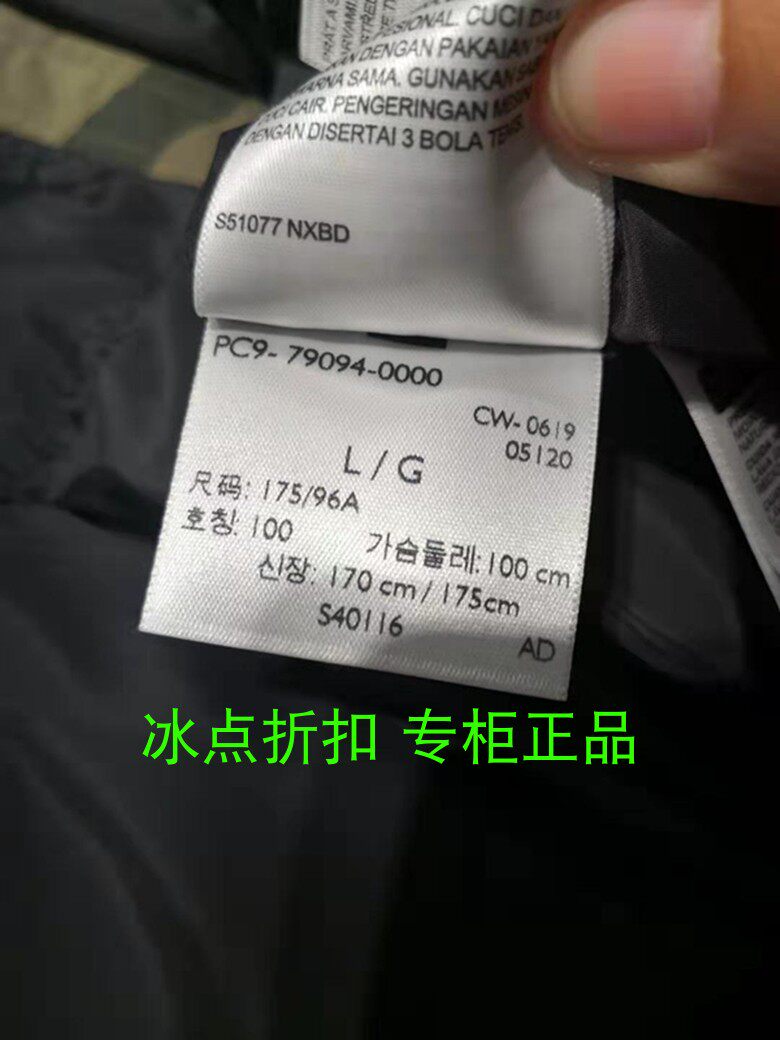 SIONAL. CUCI DAN
DENGAN PAKAIAN
WARNA SAMA. GUNAKAN
CUCI CAIR. PENGERINGAN MESIN
DENGAN DISERTAI 3 BOLA TENIS.
S51077 NXBD
PC9- 79094-0000
CW- 0619
05120
L / G
尺码: 175/96A
호칭: 100
가슴둘레: 100 cm
신장: 170 cm / 175cm
S40116
AD
冰点折扣 专柜正品